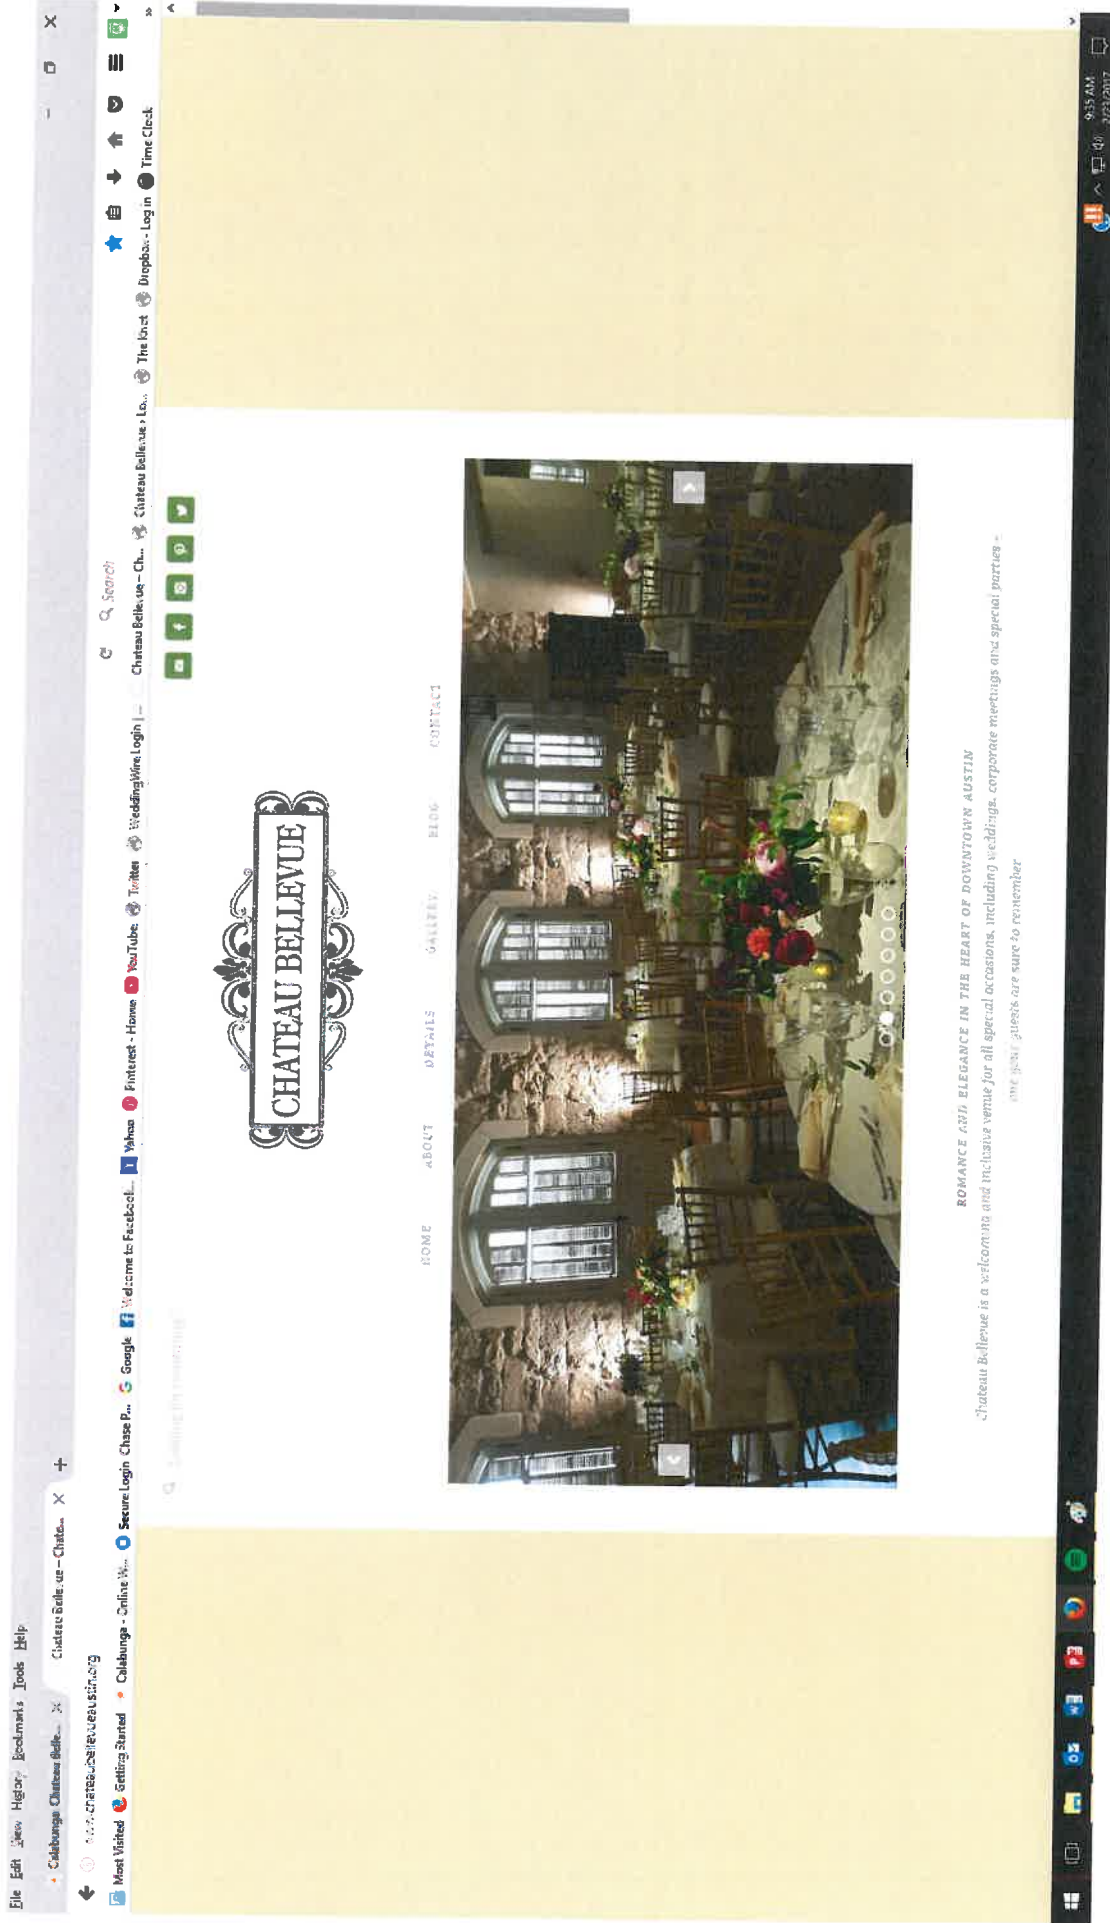 File Edit View History Bookmarks Tools Help
Calabunga Chateau Belle... Chateau Bellevue – Chate...
www.chateaubellevueaustin.org
Search
Most Visited Getting Started Calabunga - Online W... Secure Login Chase P... Google Welcome to Facebook... Yahoo Pinterest - Home YouTube Twitter WeddingWire Login | ... Chateau Bellevue – Ch... Chateau Bellevue › Lo... The Knot Dropbox - Log in Time Clock
CHATEAU BELLEVUE
HOME ABOUT DETAILS GALLERY BLOG CONTACT
ROMANCE AND ELEGANCE IN THE HEART OF DOWNTOWN AUSTIN
Chateau Bellevue is a welcoming and inclusive venue for all special occasions, including weddings, corporate meetings and special parties –
one your guests are sure to remember
9:35 AM
2/23/2017